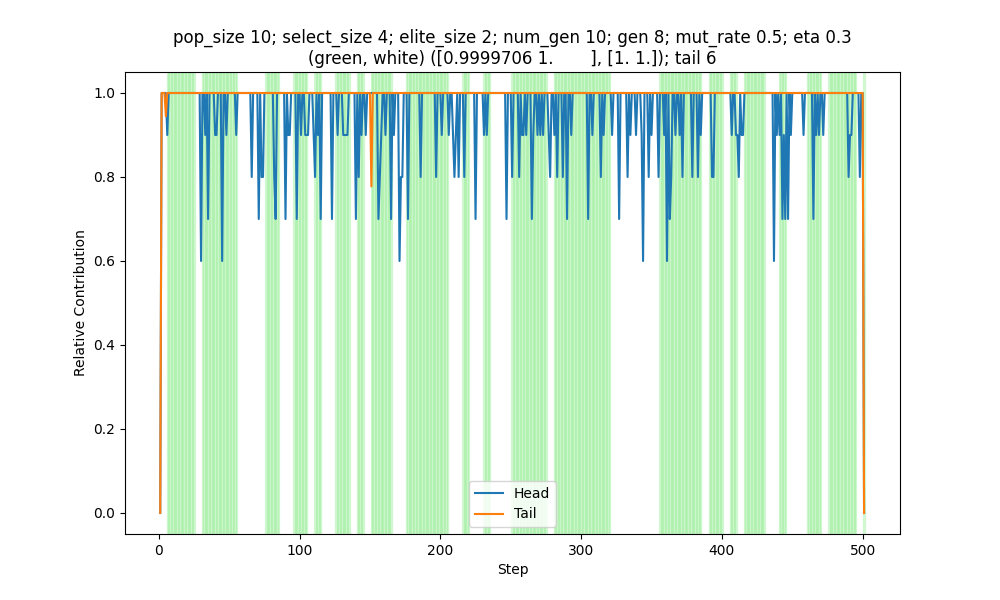 pop_size 10; select_size 4; elite_size 2; num_gen 10; gen 8; mut_rate 0.5; eta 0.3
(green, white) ([0.9999706 1.        ], [1. 1.]); tail 6
1.0
0.8
0.6
0.4
0.2
0.0
Relative Contribution
Head
Tail
0
100
200
300
400
500
Step